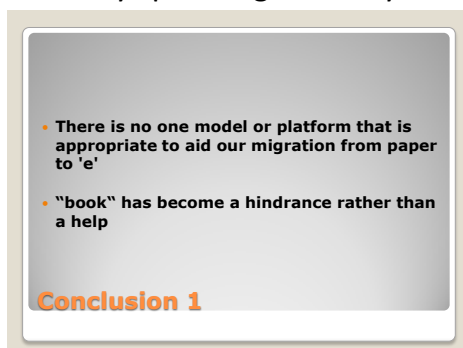 There is no one model or platform that is
appropriate to aid our migration from paper
to 'e'
“book“ has become a hindrance rather than
a help
Conclusion 1